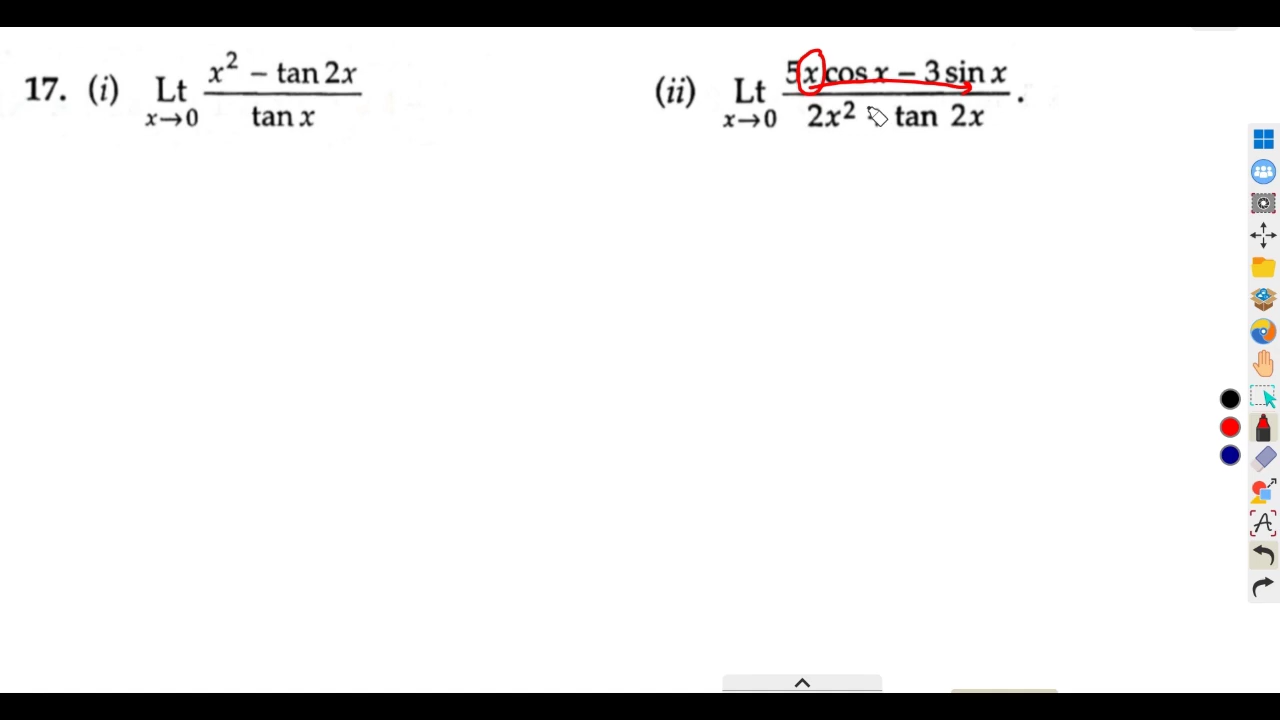 17. (i) Lt x→0 x² − tan 2x / tan x
(ii) Lt x→0 5x cos x − 3 sin x / 2x² tan 2x .